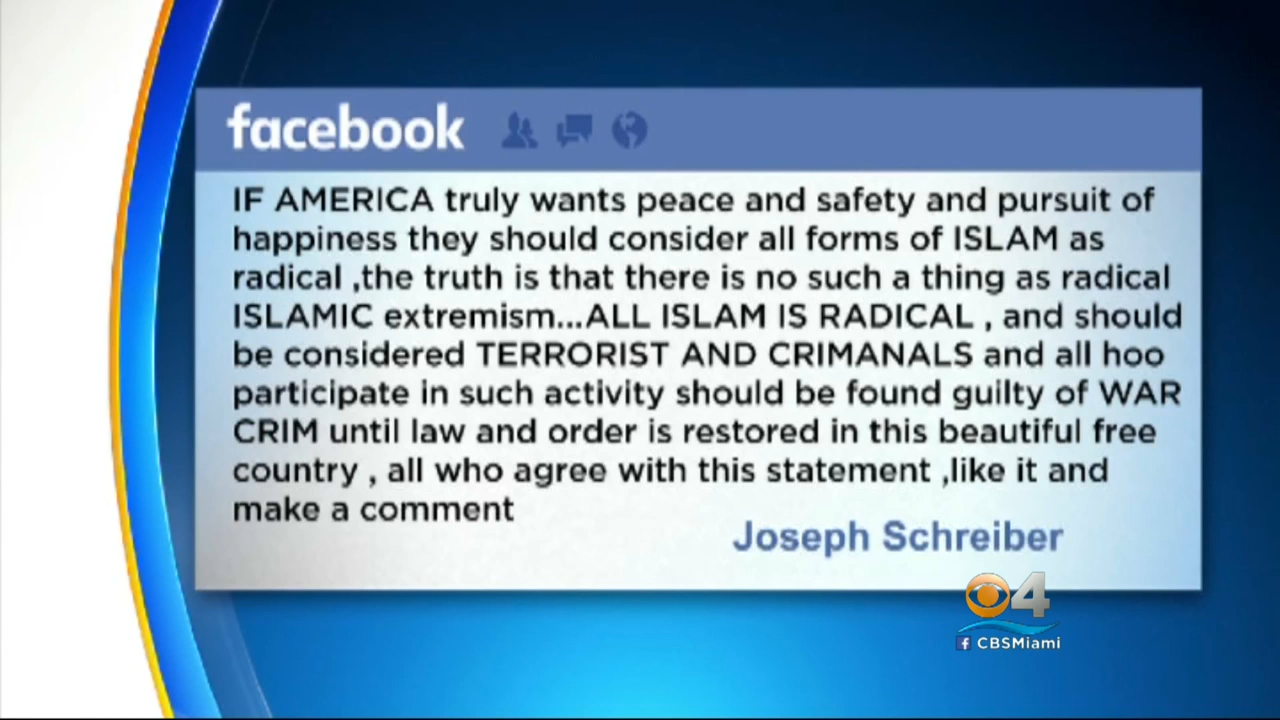 facebook
IF AMERICA truly wants peace and safety and pursuit of
happiness they should consider all forms of ISLAM as
radical ,the truth is that there is no such a thing as radical
ISLAMIC extremism...ALL ISLAM IS RADICAL , and should
be considered TERRORIST AND CRIMANALS and all hoo
participate in such activity should be found guilty of WAR
CRIM until law and order is restored in this beautiful free
country , all who agree with this statement ,like it and
make a comment
Joseph Schreiber
4
f CBSMiami